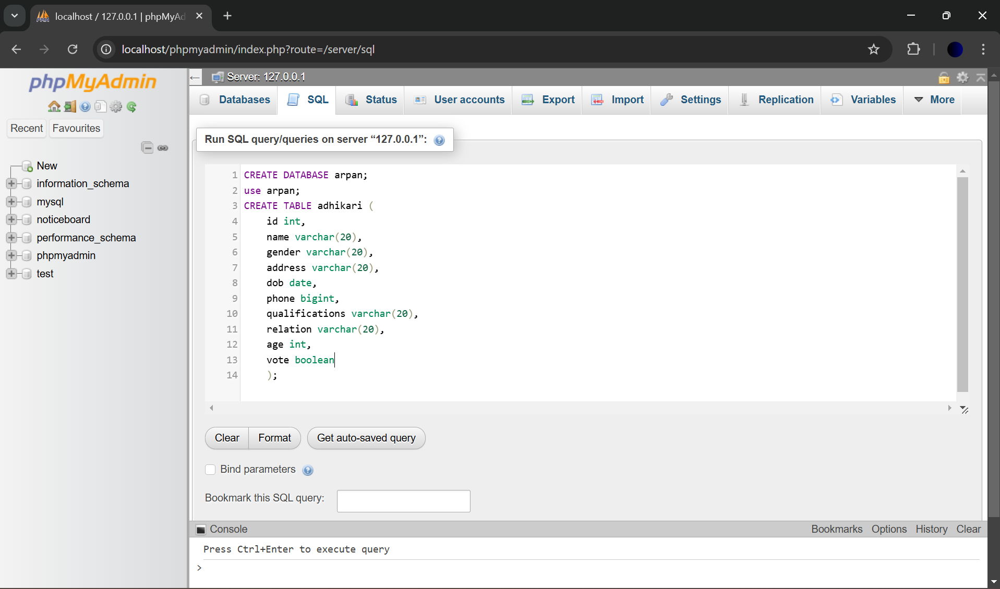 localhost / 127.0.0.1 | phpMyAd
localhost/phpmyadmin/index.php?route=/server/sql
phpMyAdmin
Recent Favourites
New
information_schema
mysql
noticeboard
performance_schema
phpmyadmin
test
Server: 127.0.0.1
Databases SQL Status User accounts Export Import Settings Replication Variables More
Run SQL query/queries on server “127.0.0.1”:
1 CREATE DATABASE arpan;
2 use arpan;
3 CREATE TABLE adhikari (
4 id int,
5 name varchar(20),
6 gender varchar(20),
7 address varchar(20),
8 dob date,
9 phone bigint,
10 qualifications varchar(20),
11 relation varchar(20),
12 age int,
13 vote boolean
14 );
Clear Format Get auto-saved query
Bind parameters
Bookmark this SQL query:
Console Bookmarks Options History Clear
Press Ctrl+Enter to execute query
>